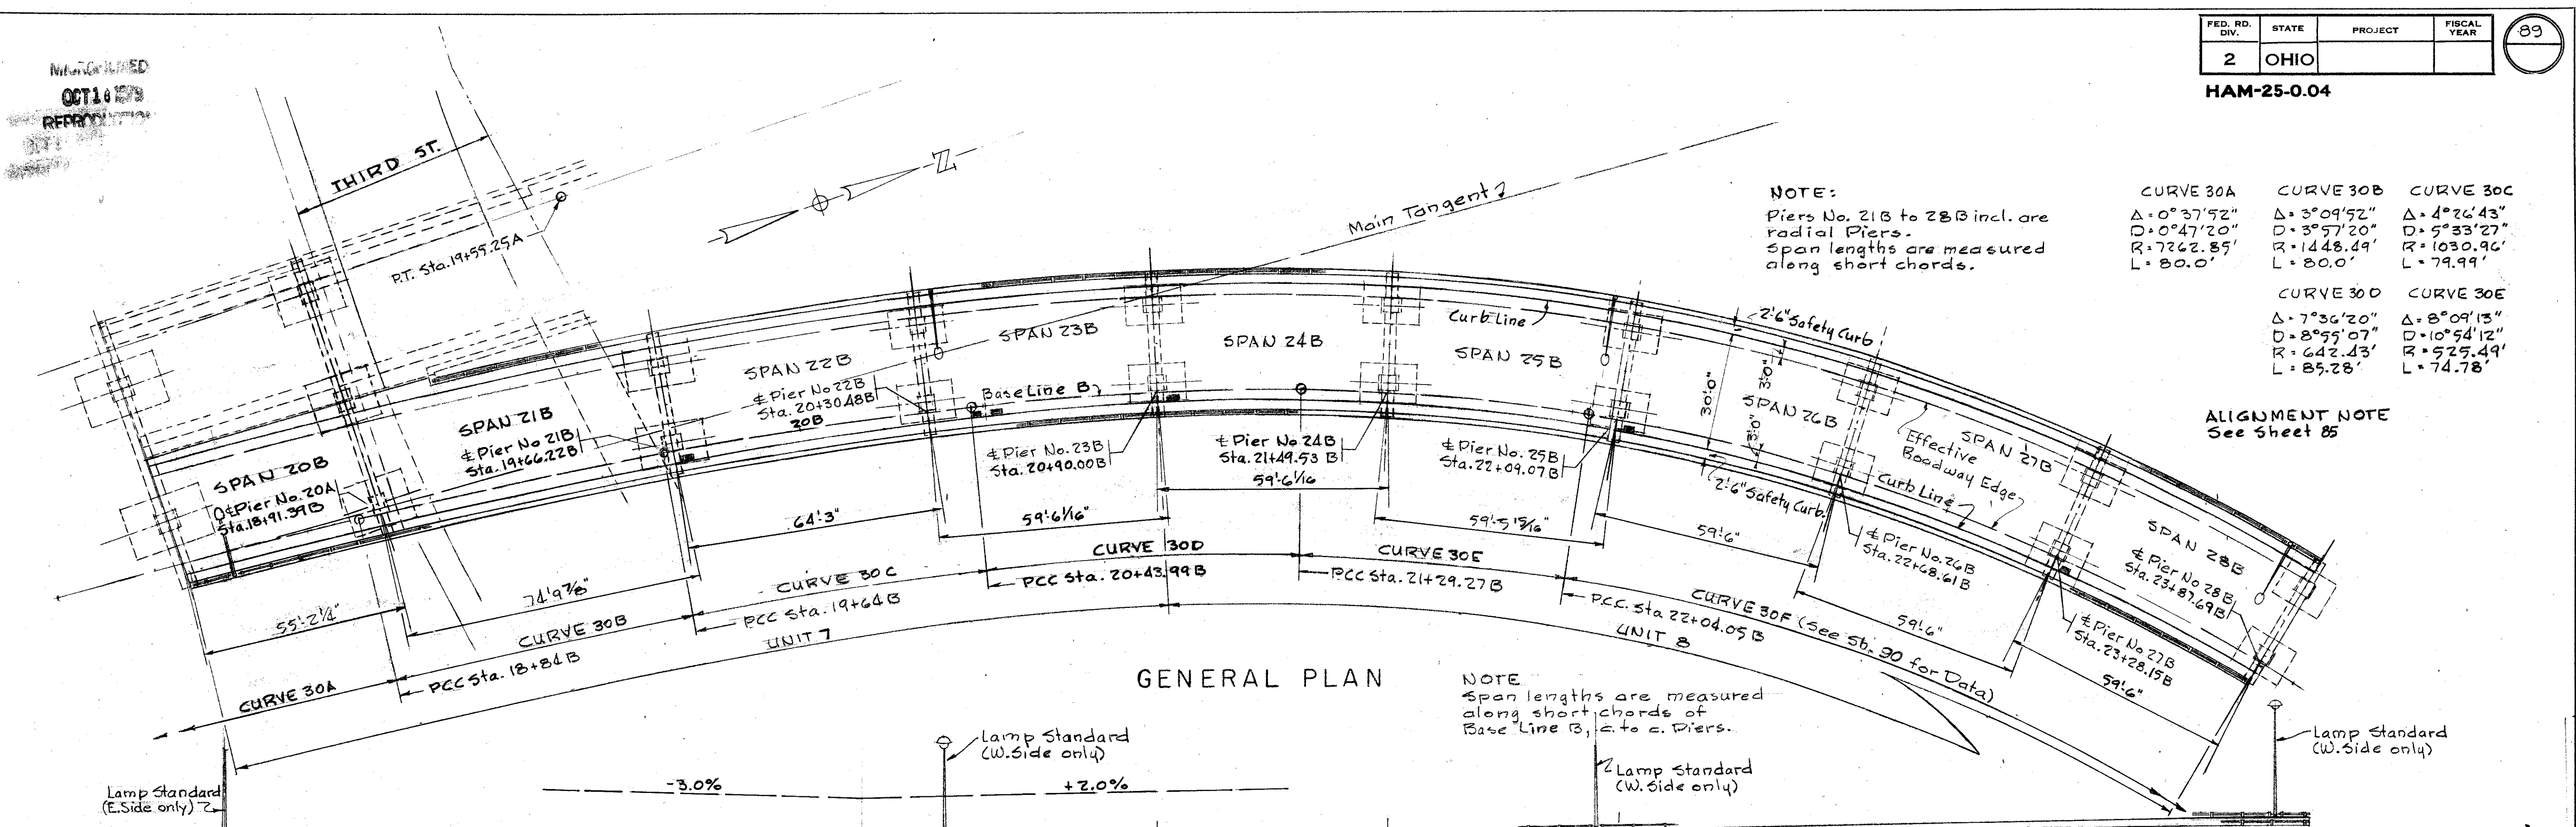 FED. RD. DIV.
STATE
PROJECT
FISCAL YEAR
2
OHIO
89
HAM-25-0.04
OCT 16 1979
THIRD ST.
P.T. Sta.19+55.25A
Main Tangent
NOTE:
Piers No. 21B to 28B incl. are
radial Piers.
Span lengths are measured
along short chords.
CURVE 30A
Δ = 0°37'52"
D = 0°47'20"
R = 7262.85'
L = 80.0'
CURVE 30B
Δ = 3°09'52"
D = 3°57'20"
R = 1448.49'
L = 80.0'
CURVE 30C
Δ = 4°26'43"
D = 5°33'27"
R = 1030.96'
L = 79.99'
CURVE 30D
Δ = 7°36'20"
D = 8°55'07"
R = 642.43'
L = 85.28'
CURVE 30E
Δ = 8°09'13"
D = 10°54'12"
R = 525.49'
L = 74.78'
ALIGNMENT NOTE
See Sheet 85
SPAN 20B
℄ Pier No. 20A
Sta. 18+91.39B
SPAN 21B
℄ Pier No 21B
Sta. 19+66.22B
SPAN 22B
℄ Pier No 22B
Sta. 20+30.48B
20B
SPAN 23B
Base Line B
℄ Pier No. 23B
Sta. 20+90.00B
SPAN 24B
℄ Pier No 24B
Sta. 21+49.53 B
Curb Line
SPAN 25B
℄ Pier No. 25B
Sta. 22+09.07B
2'-6" Safety Curb
30'-0"
3'-0"
3'-0"
SPAN 26B
2'-6" Safety Curb
℄ Pier No. 26B
Sta. 22+68.61B
SPAN 27B
Effective
Roadway Edge
Curb Line
℄ Pier No 27B
Sta. 23+28.15B
SPAN 28B
℄ Pier No 28B
Sta. 23+87.69B
55'-2 1/4"
74'-9 7/8"
64'-3"
59'-6 1/16"
59'-6 1/16
59'-5 15/16"
59'-6"
59'-6"
59'-6"
CURVE 30A
PCC Sta. 18+84B
CURVE 30B
PCC Sta. 19+64B
CURVE 30C
PCC Sta. 20+43.99B
CURVE 30D
PCC Sta. 21+29.27B
CURVE 30E
P.C.C. Sta 22+04.05B
CURVE 30F (See Sh. 90 for Data)
UNIT 7
UNIT 8
GENERAL PLAN
NOTE
Span lengths are measured
along short chords of
Base Line B, c. to c. Piers.
Lamp Standard
(E.Side only)
-3.0%
Lamp Standard
(W.Side only)
+2.0%
Lamp Standard
(W.Side only)
Lamp Standard
(W.Side only)